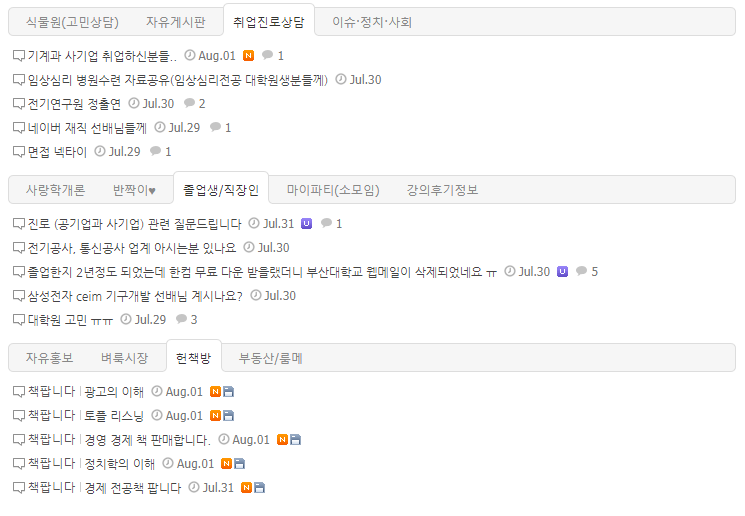 식물원(고민상담) 자유게시판 취업진로상담 이슈·정치·사회
기계과 사기업 취업하신분들.. Aug.01 N 1
임상심리 병원수련 자료공유(임상심리전공 대학원생분들께) Jul.30
전기연구원 정출연 Jul.30 2
네이버 재직 선배님들께 Jul.29 1
면접 넥타이 Jul.29 1
사랑학개론 반짝이♥ 졸업생/직장인 마이파티(소모임) 강의후기정보
진로 (공기업과 사기업) 관련 질문드립니다 Jul.31 U 1
전기공사, 통신공사 업계 아시는분 있나요 Jul.30
졸업한지 2년정도 되었는데 한컴 무료 다운 받을랬더니 부산대학교 웹메일이 삭제되었네요 ㅠ Jul.30 U 5
삼성전자 ceim 기구개발 선배님 계시나요? Jul.30
대학원 고민 ㅠㅠ Jul.29 3
자유홍보 벼룩시장 헌책방 부동산/룸메
책팝니다 | 광고의 이해 Aug.01 N
책팝니다 | 토플 리스닝 Aug.01 N
책팝니다 | 경영 경제 책 판매합니다. Aug.01 N
책팝니다 | 정치학의 이해 Aug.01 N
책팝니다 | 경제 전공책 팝니다 Jul.31 N